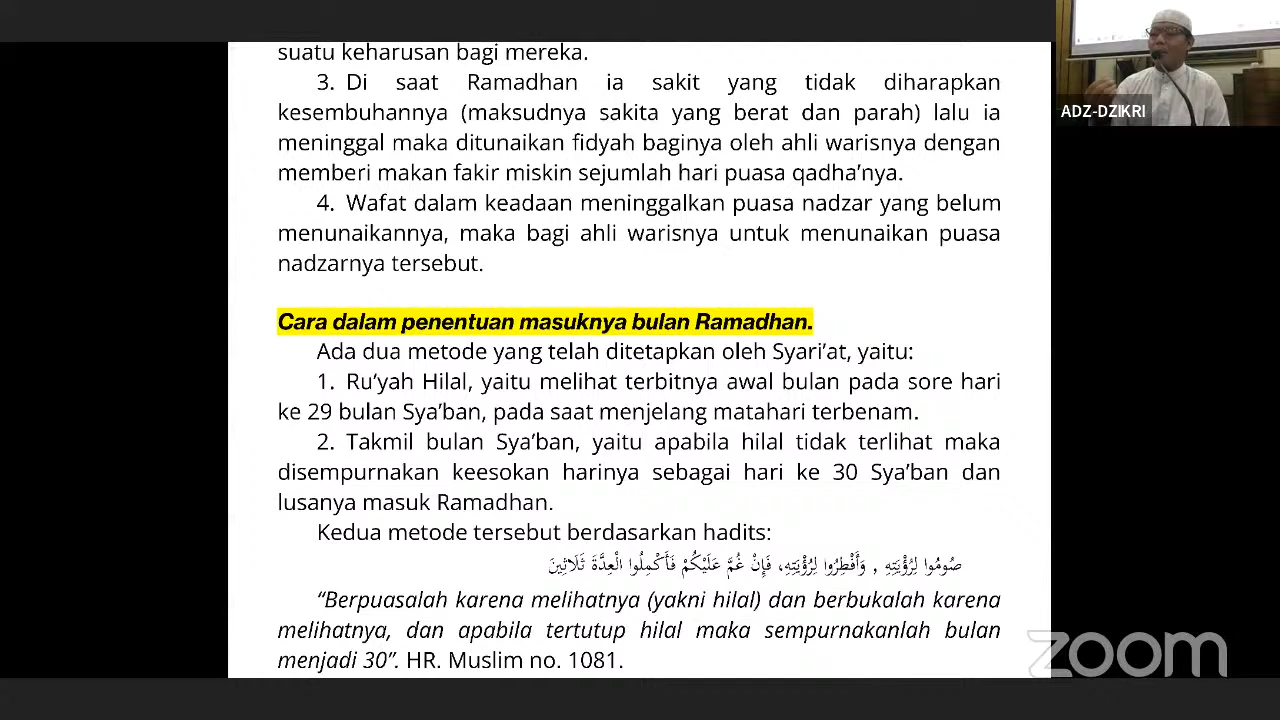 suatu keharusan bagi mereka.
3. Di saat Ramadhan ia sakit yang tidak diharapkan
kesembuhannya (maksudnya sakita yang berat dan parah) lalu ia
meninggal maka ditunaikan fidyah baginya oleh ahli warisnya dengan
memberi makan fakir miskin sejumlah hari puasa qadha’nya.
4. Wafat dalam keadaan meninggalkan puasa nadzar yang belum
menunaikannya, maka bagi ahli warisnya untuk menunaikan puasa
nadzarnya tersebut.
Cara dalam penentuan masuknya bulan Ramadhan.
Ada dua metode yang telah ditetapkan oleh Syari’at, yaitu:
1. Ru’yah Hilal, yaitu melihat terbitnya awal bulan pada sore hari
ke 29 bulan Sya’ban, pada saat menjelang matahari terbenam.
2. Takmil bulan Sya’ban, yaitu apabila hilal tidak terlihat maka
disempurnakan keesokan harinya sebagai hari ke 30 Sya’ban dan
lusanya masuk Ramadhan.
Kedua metode tersebut berdasarkan hadits:
صُومُوا لِرُؤْيَتِهِ , وَأَفْطِرُوا لِرُؤْيَتِهِ، فَإِنْ غُمَّ عَلَيْكُمْ فَأَكْمِلُوا الْعِدَّةَ ثَلَاثِينَ
“Berpuasalah karena melihatnya (yakni hilal) dan berbukalah karena
melihatnya, dan apabila tertutup hilal maka sempurnakanlah bulan
menjadi 30”. HR. Muslim no. 1081.
ADZ-DZIKRI
zoom